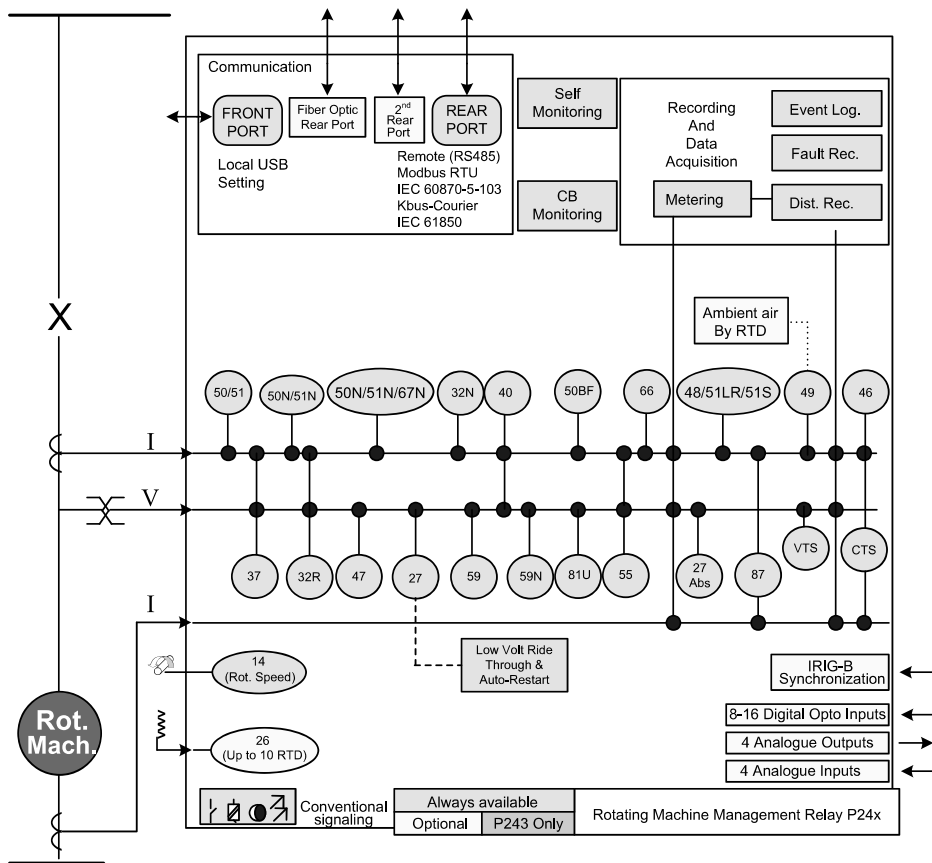 Communication
FRONT
PORT
Fiber Optic
Rear Port
2nd
Rear
Port
REAR
PORT
Local USB
Setting
Remote (RS485)
Modbus RTU
IEC 60870-5-103
Kbus-Courier
IEC 61850
Self
Monitoring
CB
Monitoring
Recording
And
Data
Acquisition
Event Log.
Fault Rec.
Metering
Dist. Rec.
X
Ambient air
By RTD
50/51
50N/51N
50N/51N/67N
32N
40
50BF
66
48/51LR/51S
49
46
I
V
37
32R
47
27
59
59N
81U
55
27
Abs
87
VTS
CTS
I
Low Volt Ride
Through &
Auto-Restart
14
(Rot. Speed)
26
(Up to 10 RTD)
Rot.
Mach.
IRIG-B
Synchronization
8-16 Digital Opto Inputs
4 Analogue Outputs
4 Analogue Inputs
Conventional
signaling
Always available
Optional
P243 Only
Rotating Machine Management Relay P24x